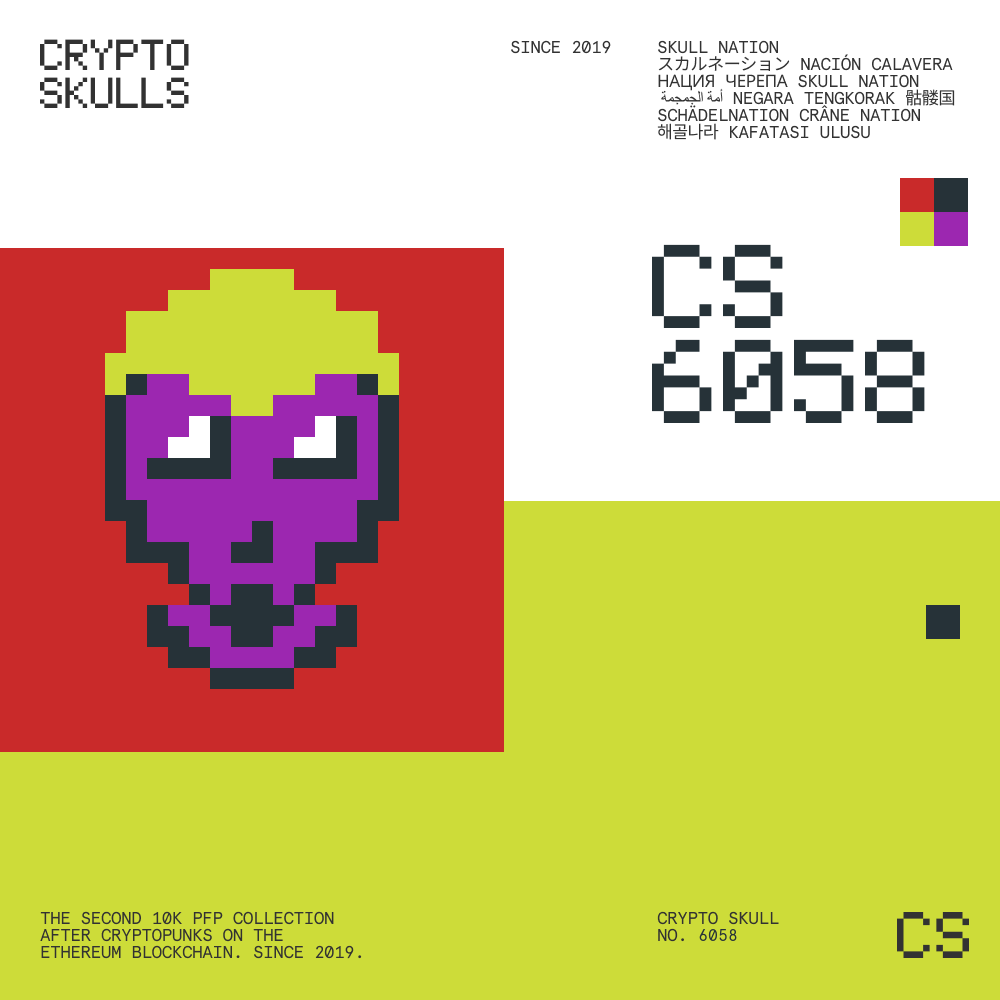 CRYPTO
SKULLS
SINCE 2019
SKULL NATION
スカルネーション NACIÓN CALAVERA
НАЦИЯ ЧЕРЕПА SKULL NATION
أمة الجمجمة NEGARA TENGKORAK 骷髅国
SCHÄDELNATION CRÂNE NATION
해골나라 KAFATASI ULUSU
CS
6058
THE SECOND 10K PFP COLLECTION
AFTER CRYPTOPUNKS ON THE
ETHEREUM BLOCKCHAIN. SINCE 2019.
CRYPTO SKULL
NO. 6058
CS